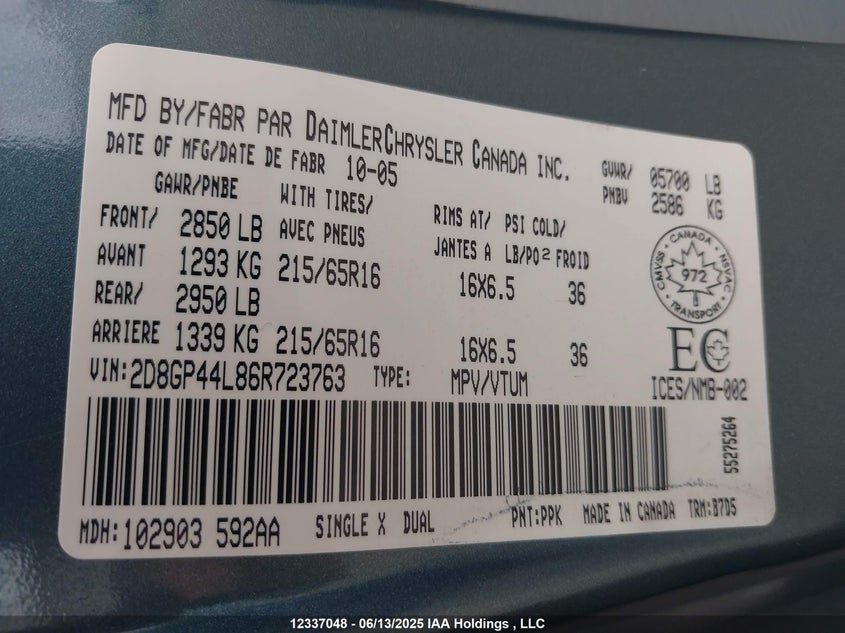 MFD BY/FABR PAR DAIMLERCHRYSLER CANADA INC.
DATE OF MFG/DATE DE FABR 10-05
GVWR/ 05700 LB
PNBV 2586 KG
GAWR/PNBE WITH TIRES/ RIMS AT/ PSI COLD/
AVEC PNEUS JANTES A LB/PO² FROID
FRONT/ 2850 LB
AVANT 1293 KG 215/65R16 16X6.5 36
REAR/ 2950 LB
ARRIERE 1339 KG 215/65R16 16X6.5 36
CANADA
CMVSS 972 NSVAC
TRANSPORT
EC
ICES/NMB-002
VIN: 2D8GP44L86R723763 TYPE: MPV/VTUM
55275264
MDH: 102903 592AA SINGLE X DUAL PNT: PPK MADE IN CANADA TRM: B7D5
12337048 - 06/13/2025 IAA Holdings , LLC